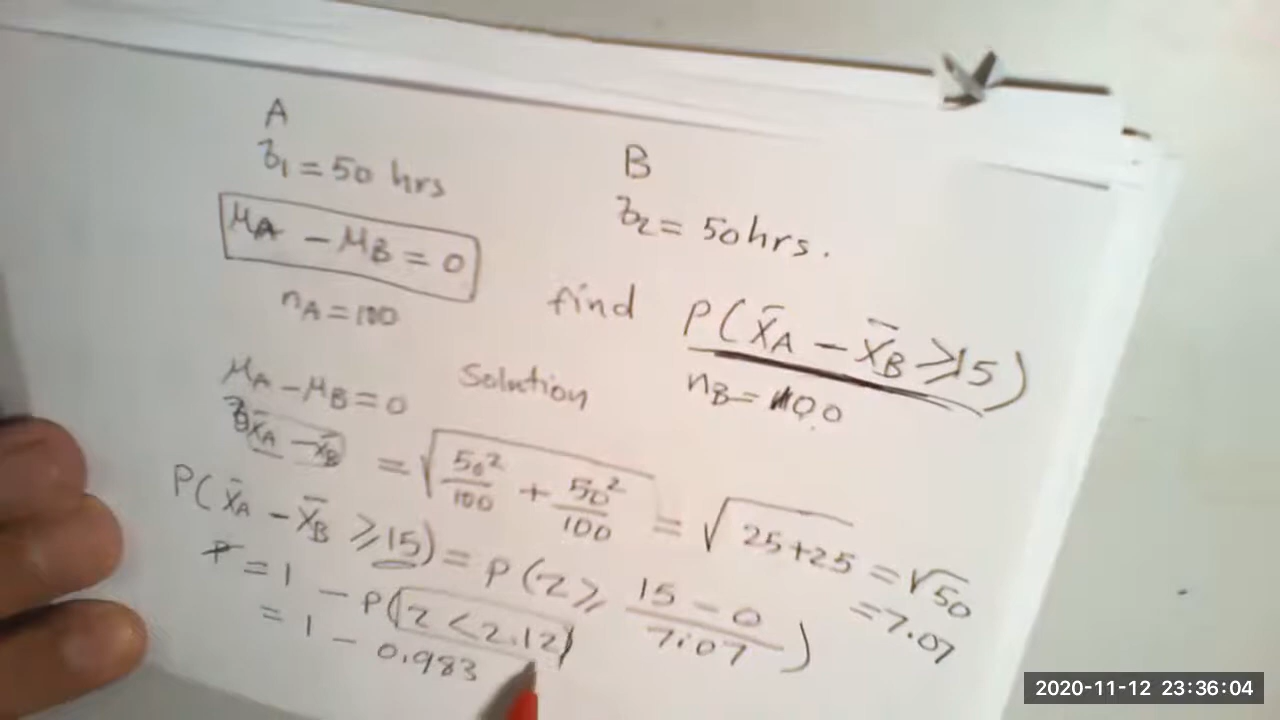 A
σ₁ = 50 hrs
B
σ₂ = 50 hrs.
μA − μB = 0
find P(x̄A − x̄B ≥ 15)
nA = 100
nB = 100
Solution
μA − μB = 0
σx̄A − x̄B = √(50²/100 + 50²/100) = √25+25 = √50
= 7.07
P(x̄A − x̄B ≥ 15) = P(z ≥ (15 − 0)/7.07)
= 1 − P(z < 2.12)
= 1 − 0.983
2020-11-12 23:36:04